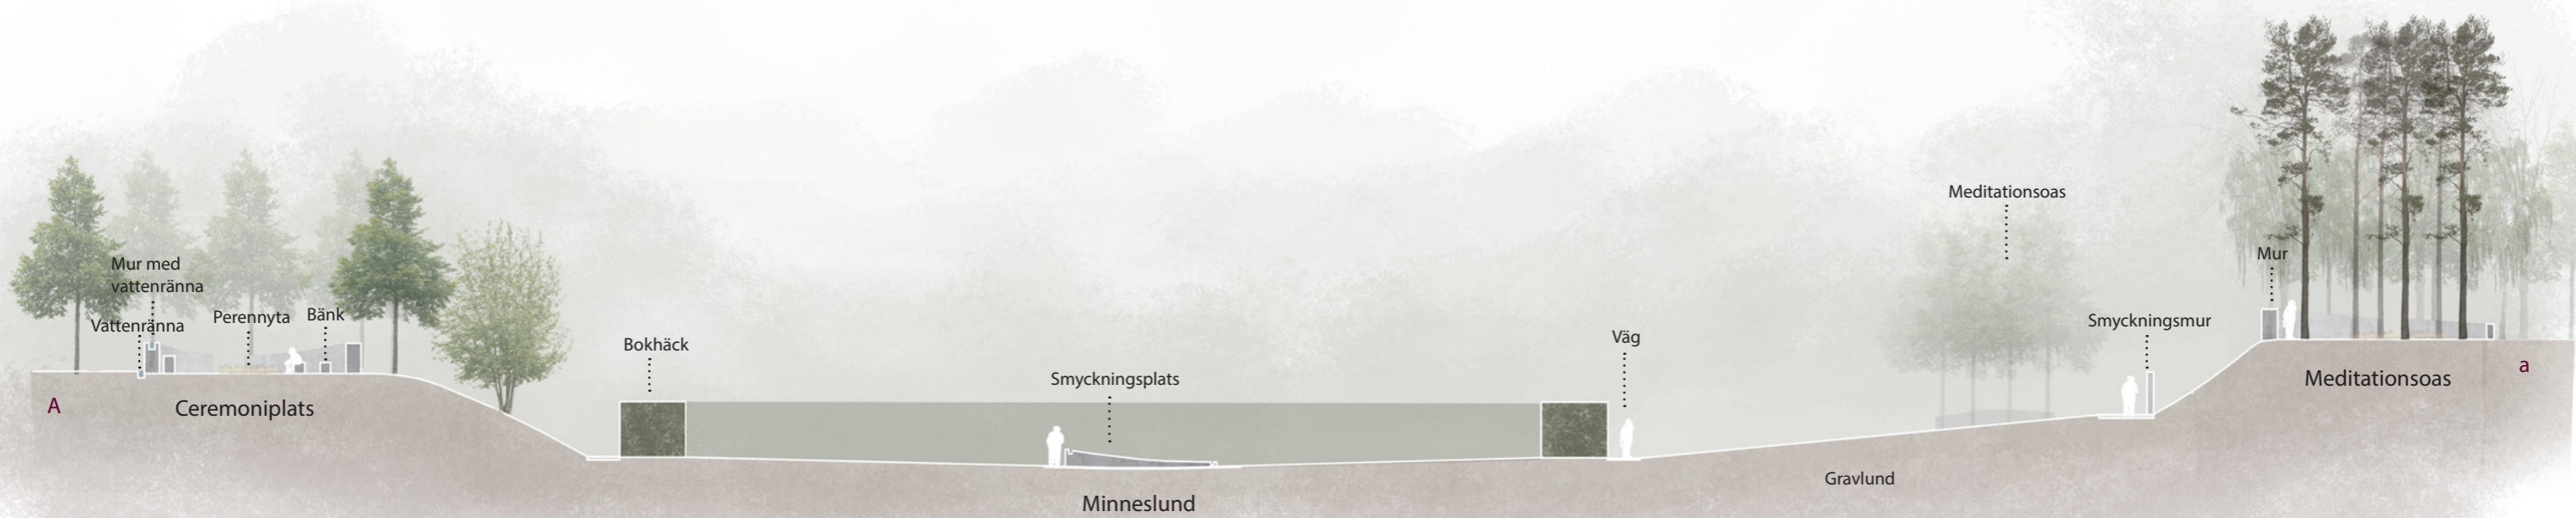 Mur med
vattenränna
Vattenränna
Perennyta
Bänk
A
Ceremoniplats
Bokhäck
Smyckningsplats
Minneslund
Väg
Gravlund
Meditationsoas
Smyckningsmur
Mur
Meditationsoas
a